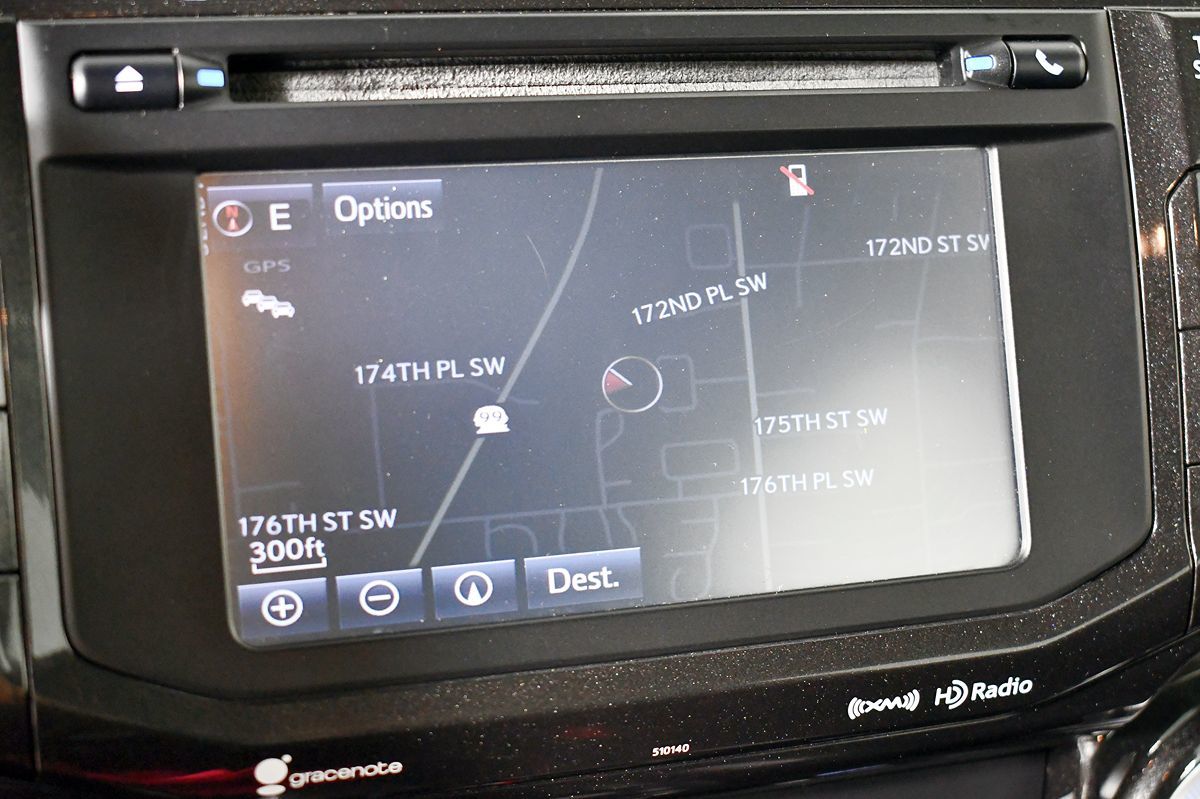 N E
Options
GPS
172ND ST SW
172ND PL SW
174TH PL SW
99
175TH ST SW
176TH PL SW
176TH ST SW
300ft
Dest.
XM
HD Radio
510140
gracenote